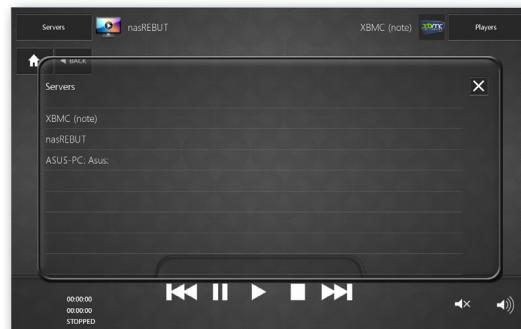 Servers
nasREBUT
XBMC (note)
xbmc
Players
BACK
Servers
XBMC (note)
nasREBUT
ASUS-PC: Asus:
00:00:00
00:00:00
STOPPED